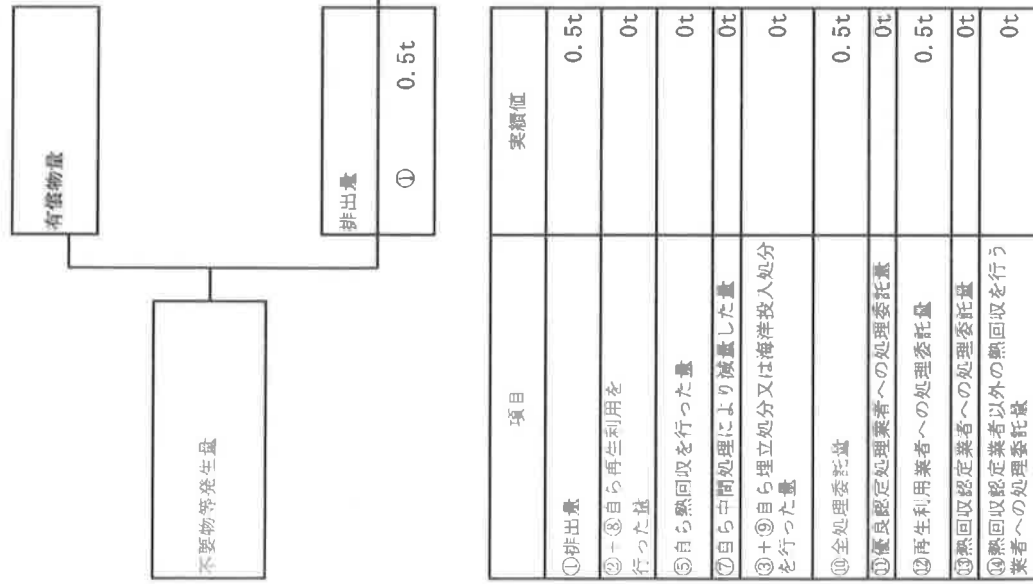 有償物量
不要物等発生量
排出量
① 0.5t
項目 実績値
①排出量 0.5t
②+⑧自ら再生利用を
行った量 0t
⑤自ら熱回収を行った量 0t
⑦自ら中間処理により減量した量 0t
③+⑨自ら埋立処分又は海洋投入処分
を行った量 0t
⑩全処理委託量 0.5t
⑪優良認定処理業者への処理委託量 0t
⑫再生利用業者への処理委託量 0.5t
⑬熱回収認定業者への処理委託量 0t
⑭熱回収認定業者以外の熱回収を行う
業者への処理委託量 0t